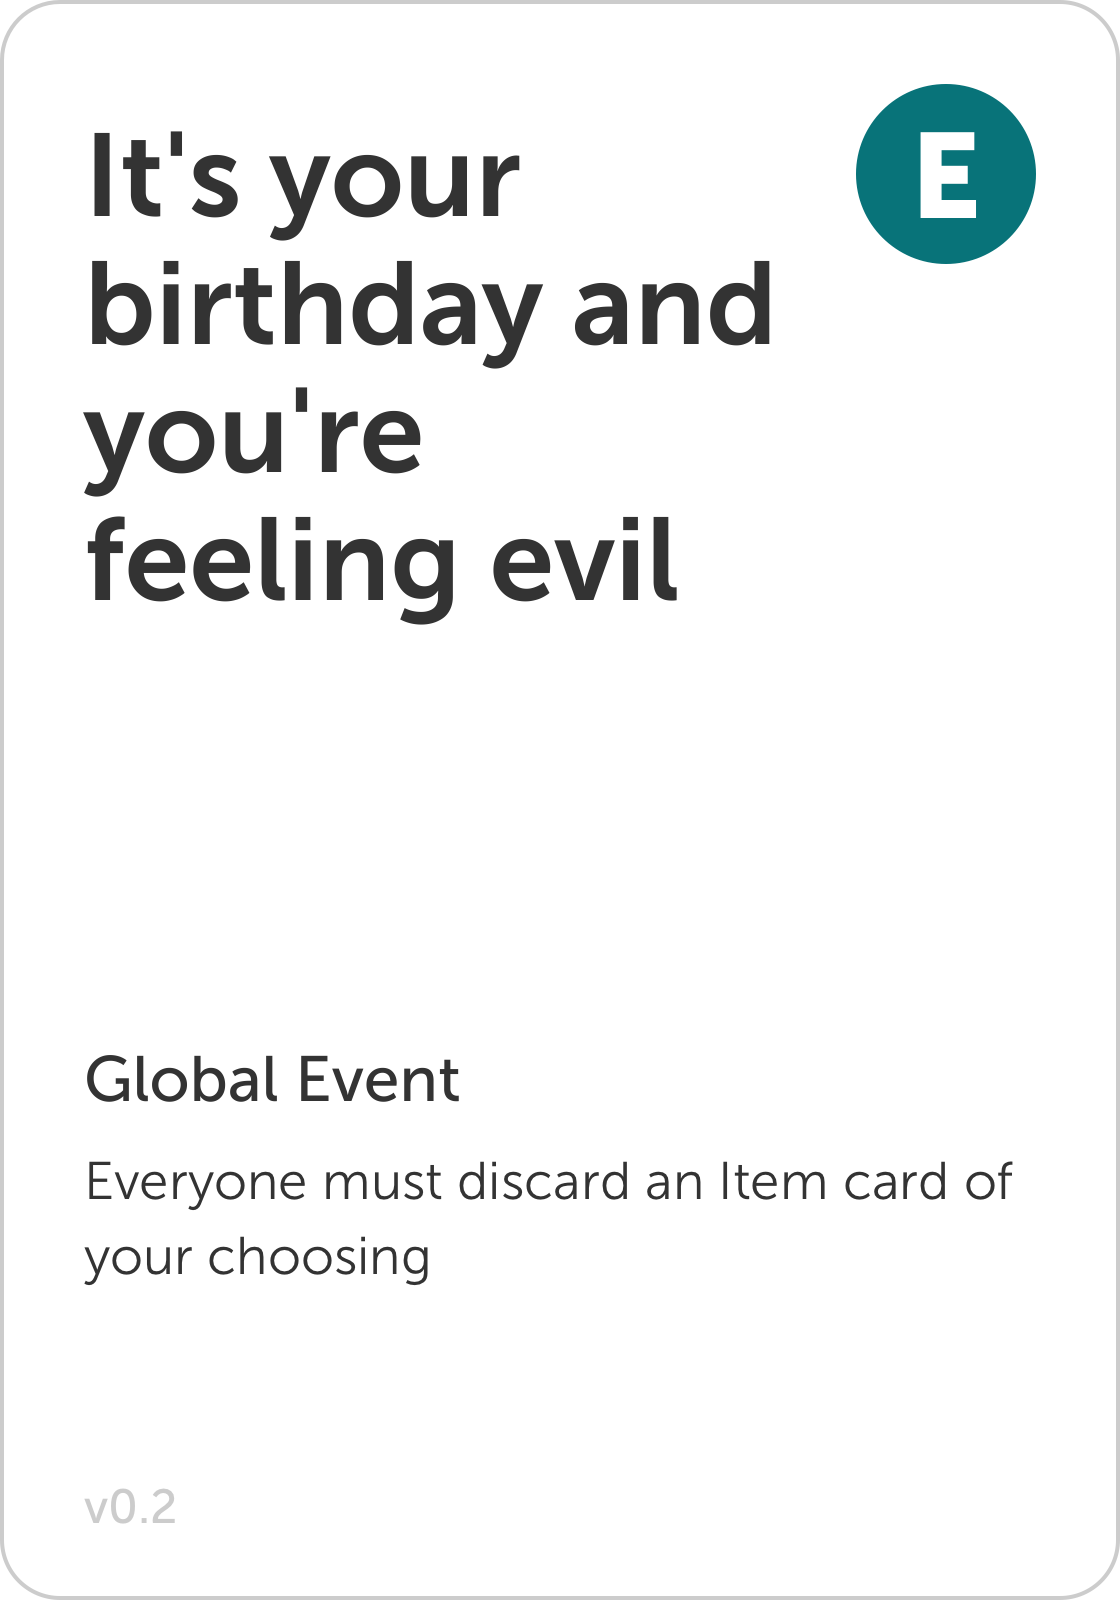 It's your
birthday and
you're
feeling evil
E
Global Event
Everyone must discard an Item card of
your choosing
v0.2